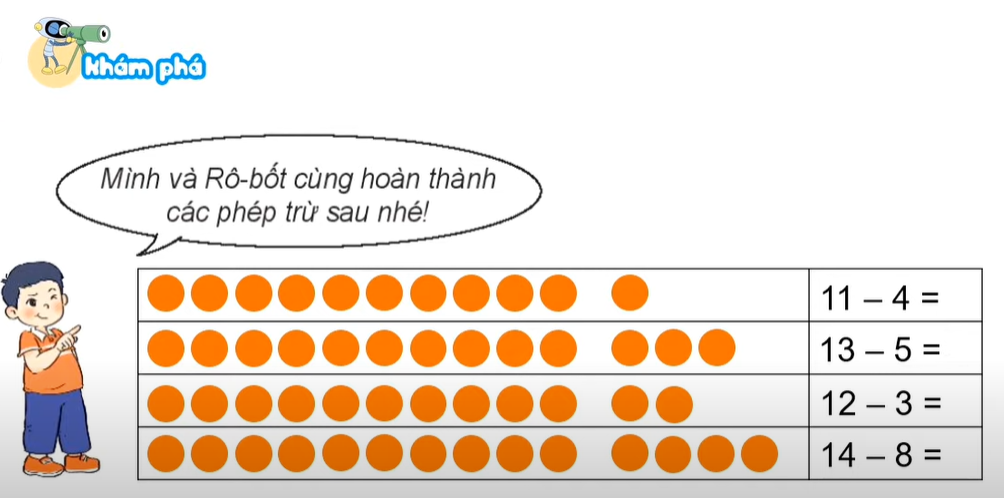 Khám phá
Mình và Rô-bốt cùng hoàn thành
các phép trừ sau nhé!
11 – 4 =
13 – 5 =
12 – 3 =
14 – 8 =